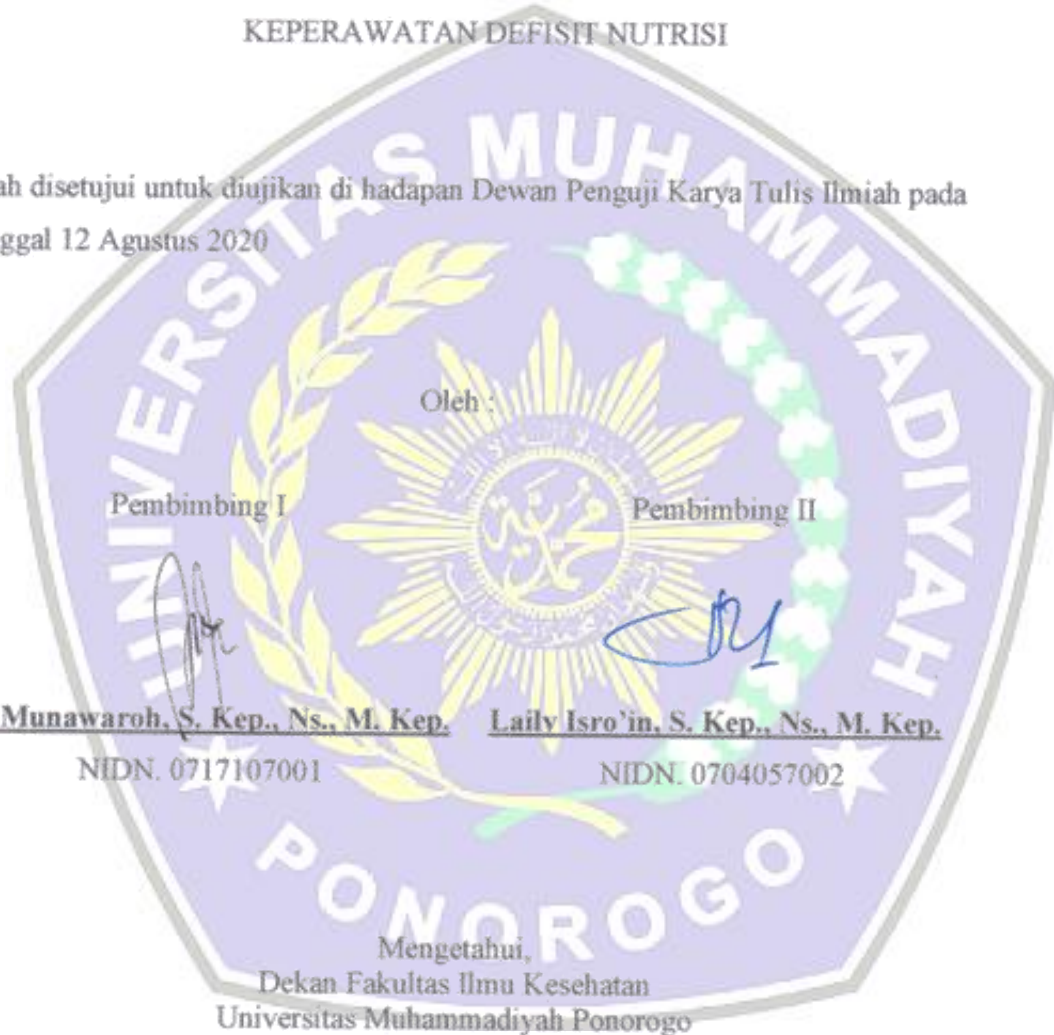 KEPERAWATAN DEFISIT NUTRISI
ah disetujui untuk diujikan di hadapan Dewan Penguji Karya Tulis Ilmiah pada
ggal 12 Agustus 2020
UNIVERSITAS MUHAMMADIYAH
Oleh :
Pembimbing I Pembimbing II
Munawaroh, S. Kep., Ns., M. Kep. Laily Isro'in, S. Kep., Ns., M. Kep.
NIDN. 0717107001 NIDN. 0704057002
PONOROGO
Mengetahui,
Dekan Fakultas Ilmu Kesehatan
Universitas Muhammadiyah Ponorogo